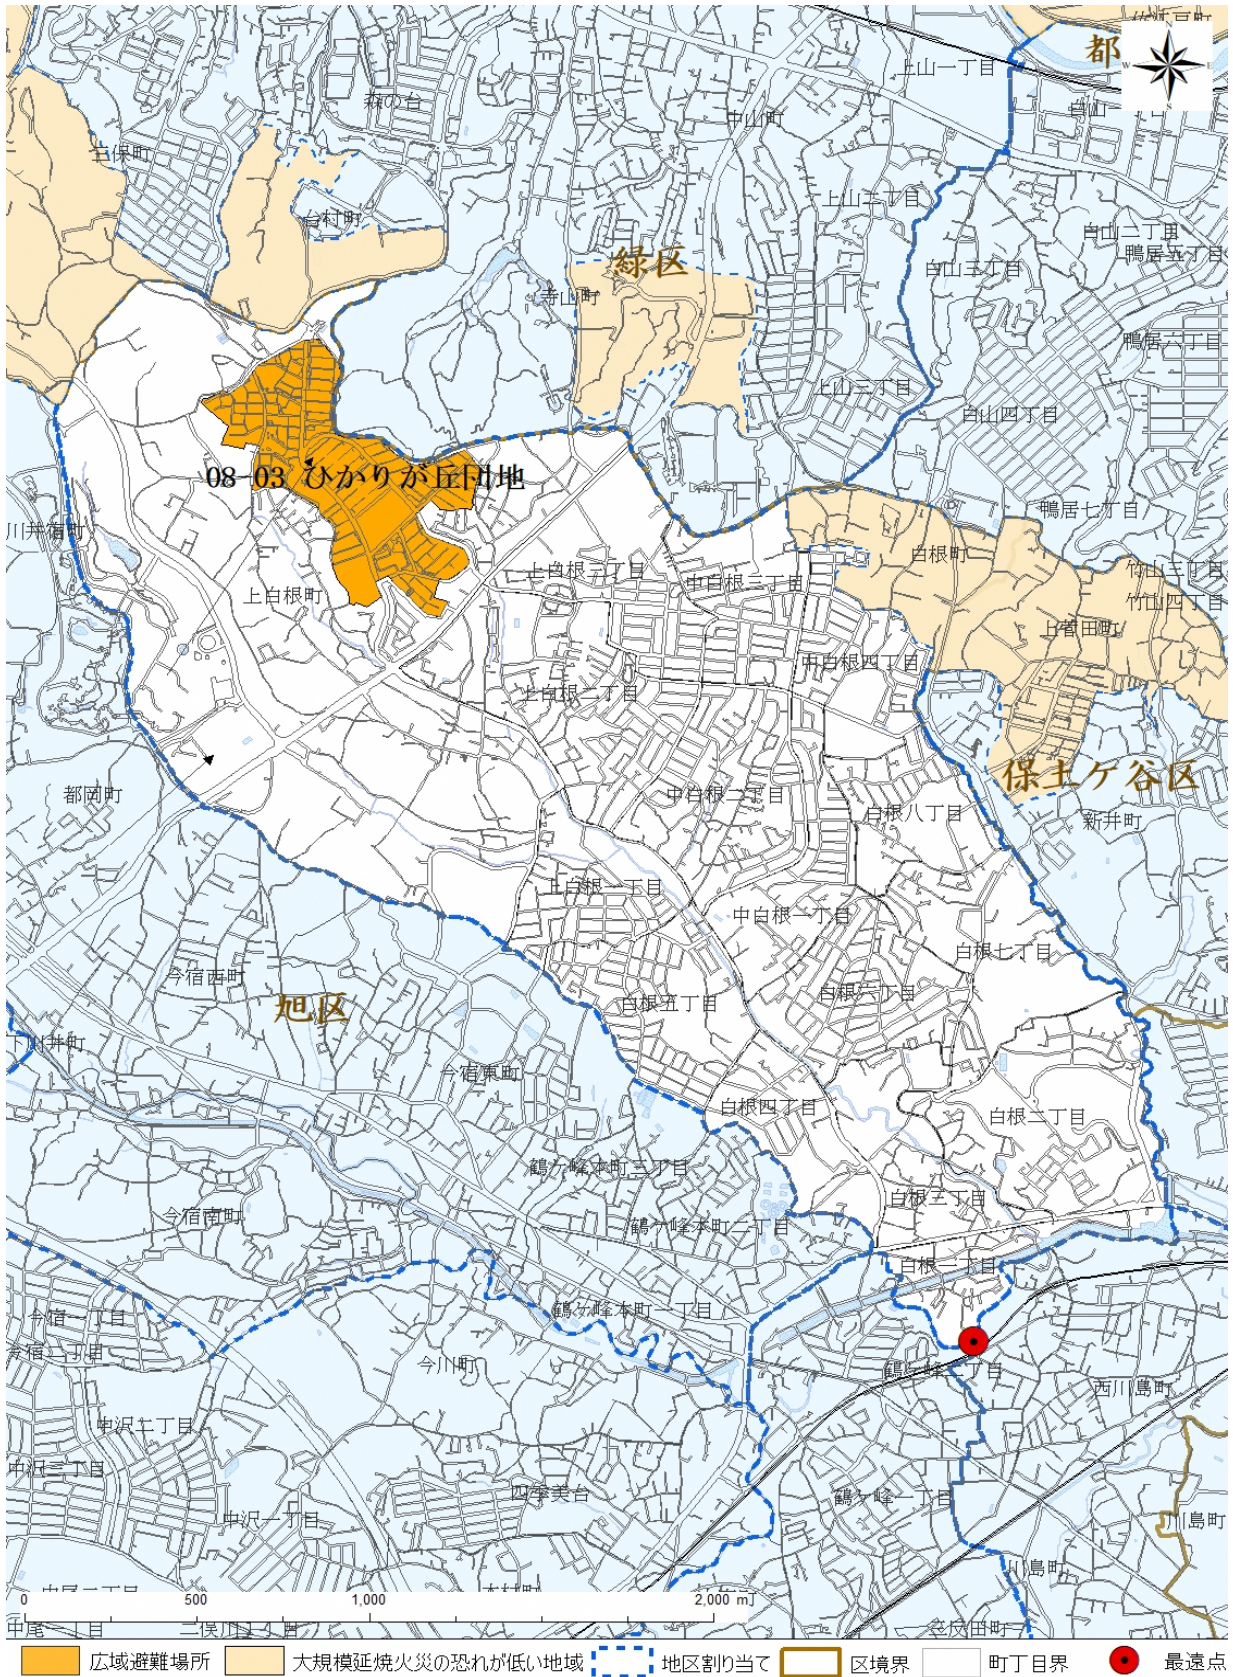 都
N
W
E
S
上山一丁目
白山
森の台
中山町
三保町
上山二丁目
台村町
白山二丁目
鴨居五丁目
緑区
白山三丁目
寺山町
鴨居六丁目
上山三丁目
白山四丁目
08-03 ひかりが丘団地
鴨居七丁目
川井宿町
白根町
上白根三丁目
中白根三丁目
竹山三丁目
上白根町
竹山四丁目
上菅田町
中白根四丁目
上白根二丁目
保土ケ谷区
都岡町
中白根二丁目
白根八丁目
新井町
上白根一丁目
中白根一丁目
白根七丁目
今宿西町
旭区
白根五丁目
白根六丁目
下川井町
今宿東町
白根四丁目
白根二丁目
鶴ケ峰本町三丁目
白根三丁目
今宿南町
鶴ケ峰本町二丁目
白根一丁目
今宿一丁目
鶴ケ峰本町一丁目
今宿二丁目
今川町
鶴ケ峰二丁目
西川島町
中沢二丁目
中沢三丁目
四季美台
鶴ケ峰一丁目
中沢一丁目
川島町
川島町
0 500 1,000 2,000 m
中尾一丁目
広域避難場所 大規模延焼火災の恐れが低い地域 地区割り当て 区境界 町丁目界 最遠点